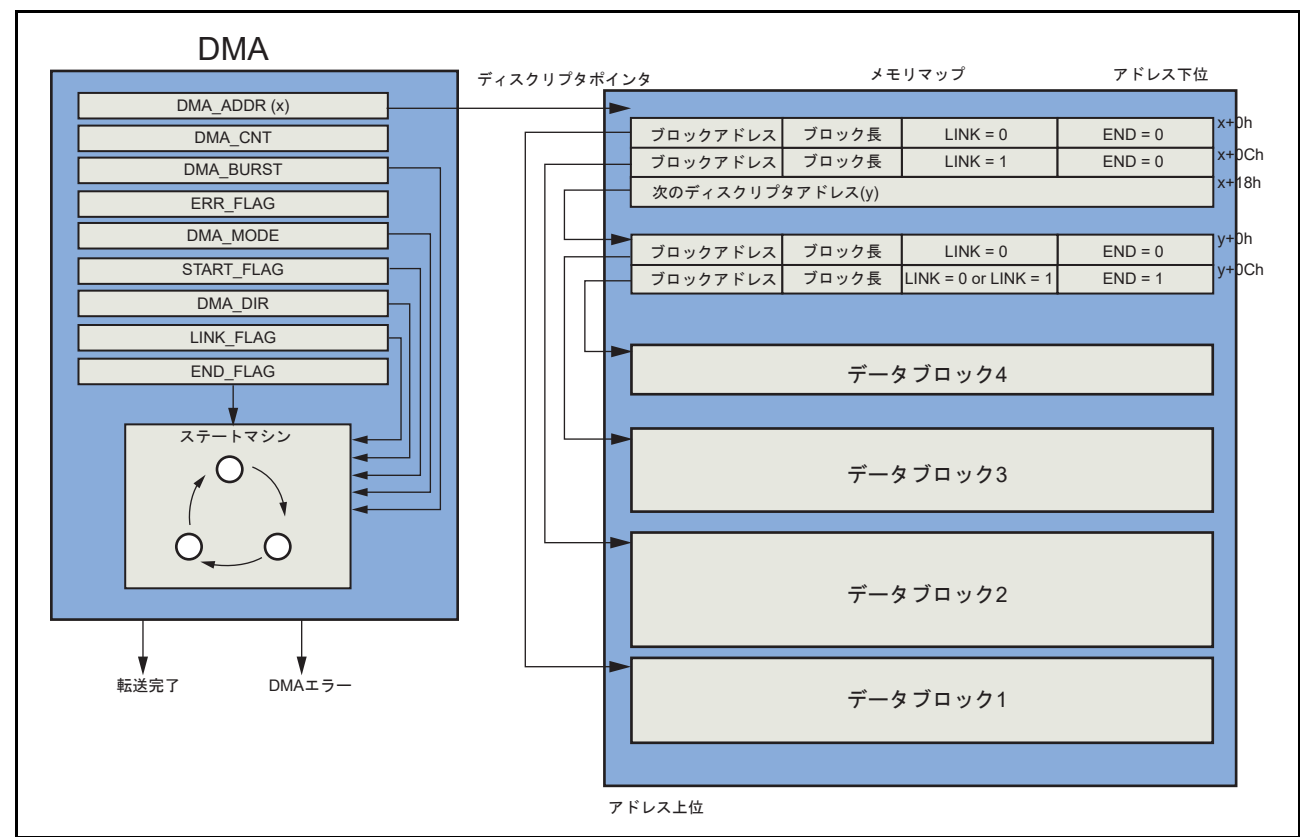 DMA
DMA_ADDR (x)
DMA_CNT
DMA_BURST
ERR_FLAG
DMA_MODE
START_FLAG
DMA_DIR
LINK_FLAG
END_FLAG
ステートマシン
転送完了
DMAエラー
ディスクリプタポインタ
メモリマップ
アドレス下位
ブロックアドレス ブロック長 LINK = 0 END = 0 x+0h
ブロックアドレス ブロック長 LINK = 1 END = 0 x+0Ch
次のディスクリプタアドレス(y) x+18h
ブロックアドレス ブロック長 LINK = 0 END = 0 y+0h
ブロックアドレス ブロック長 LINK = 0 or LINK = 1 END = 1 y+0Ch
データブロック4
データブロック3
データブロック2
データブロック1
アドレス上位